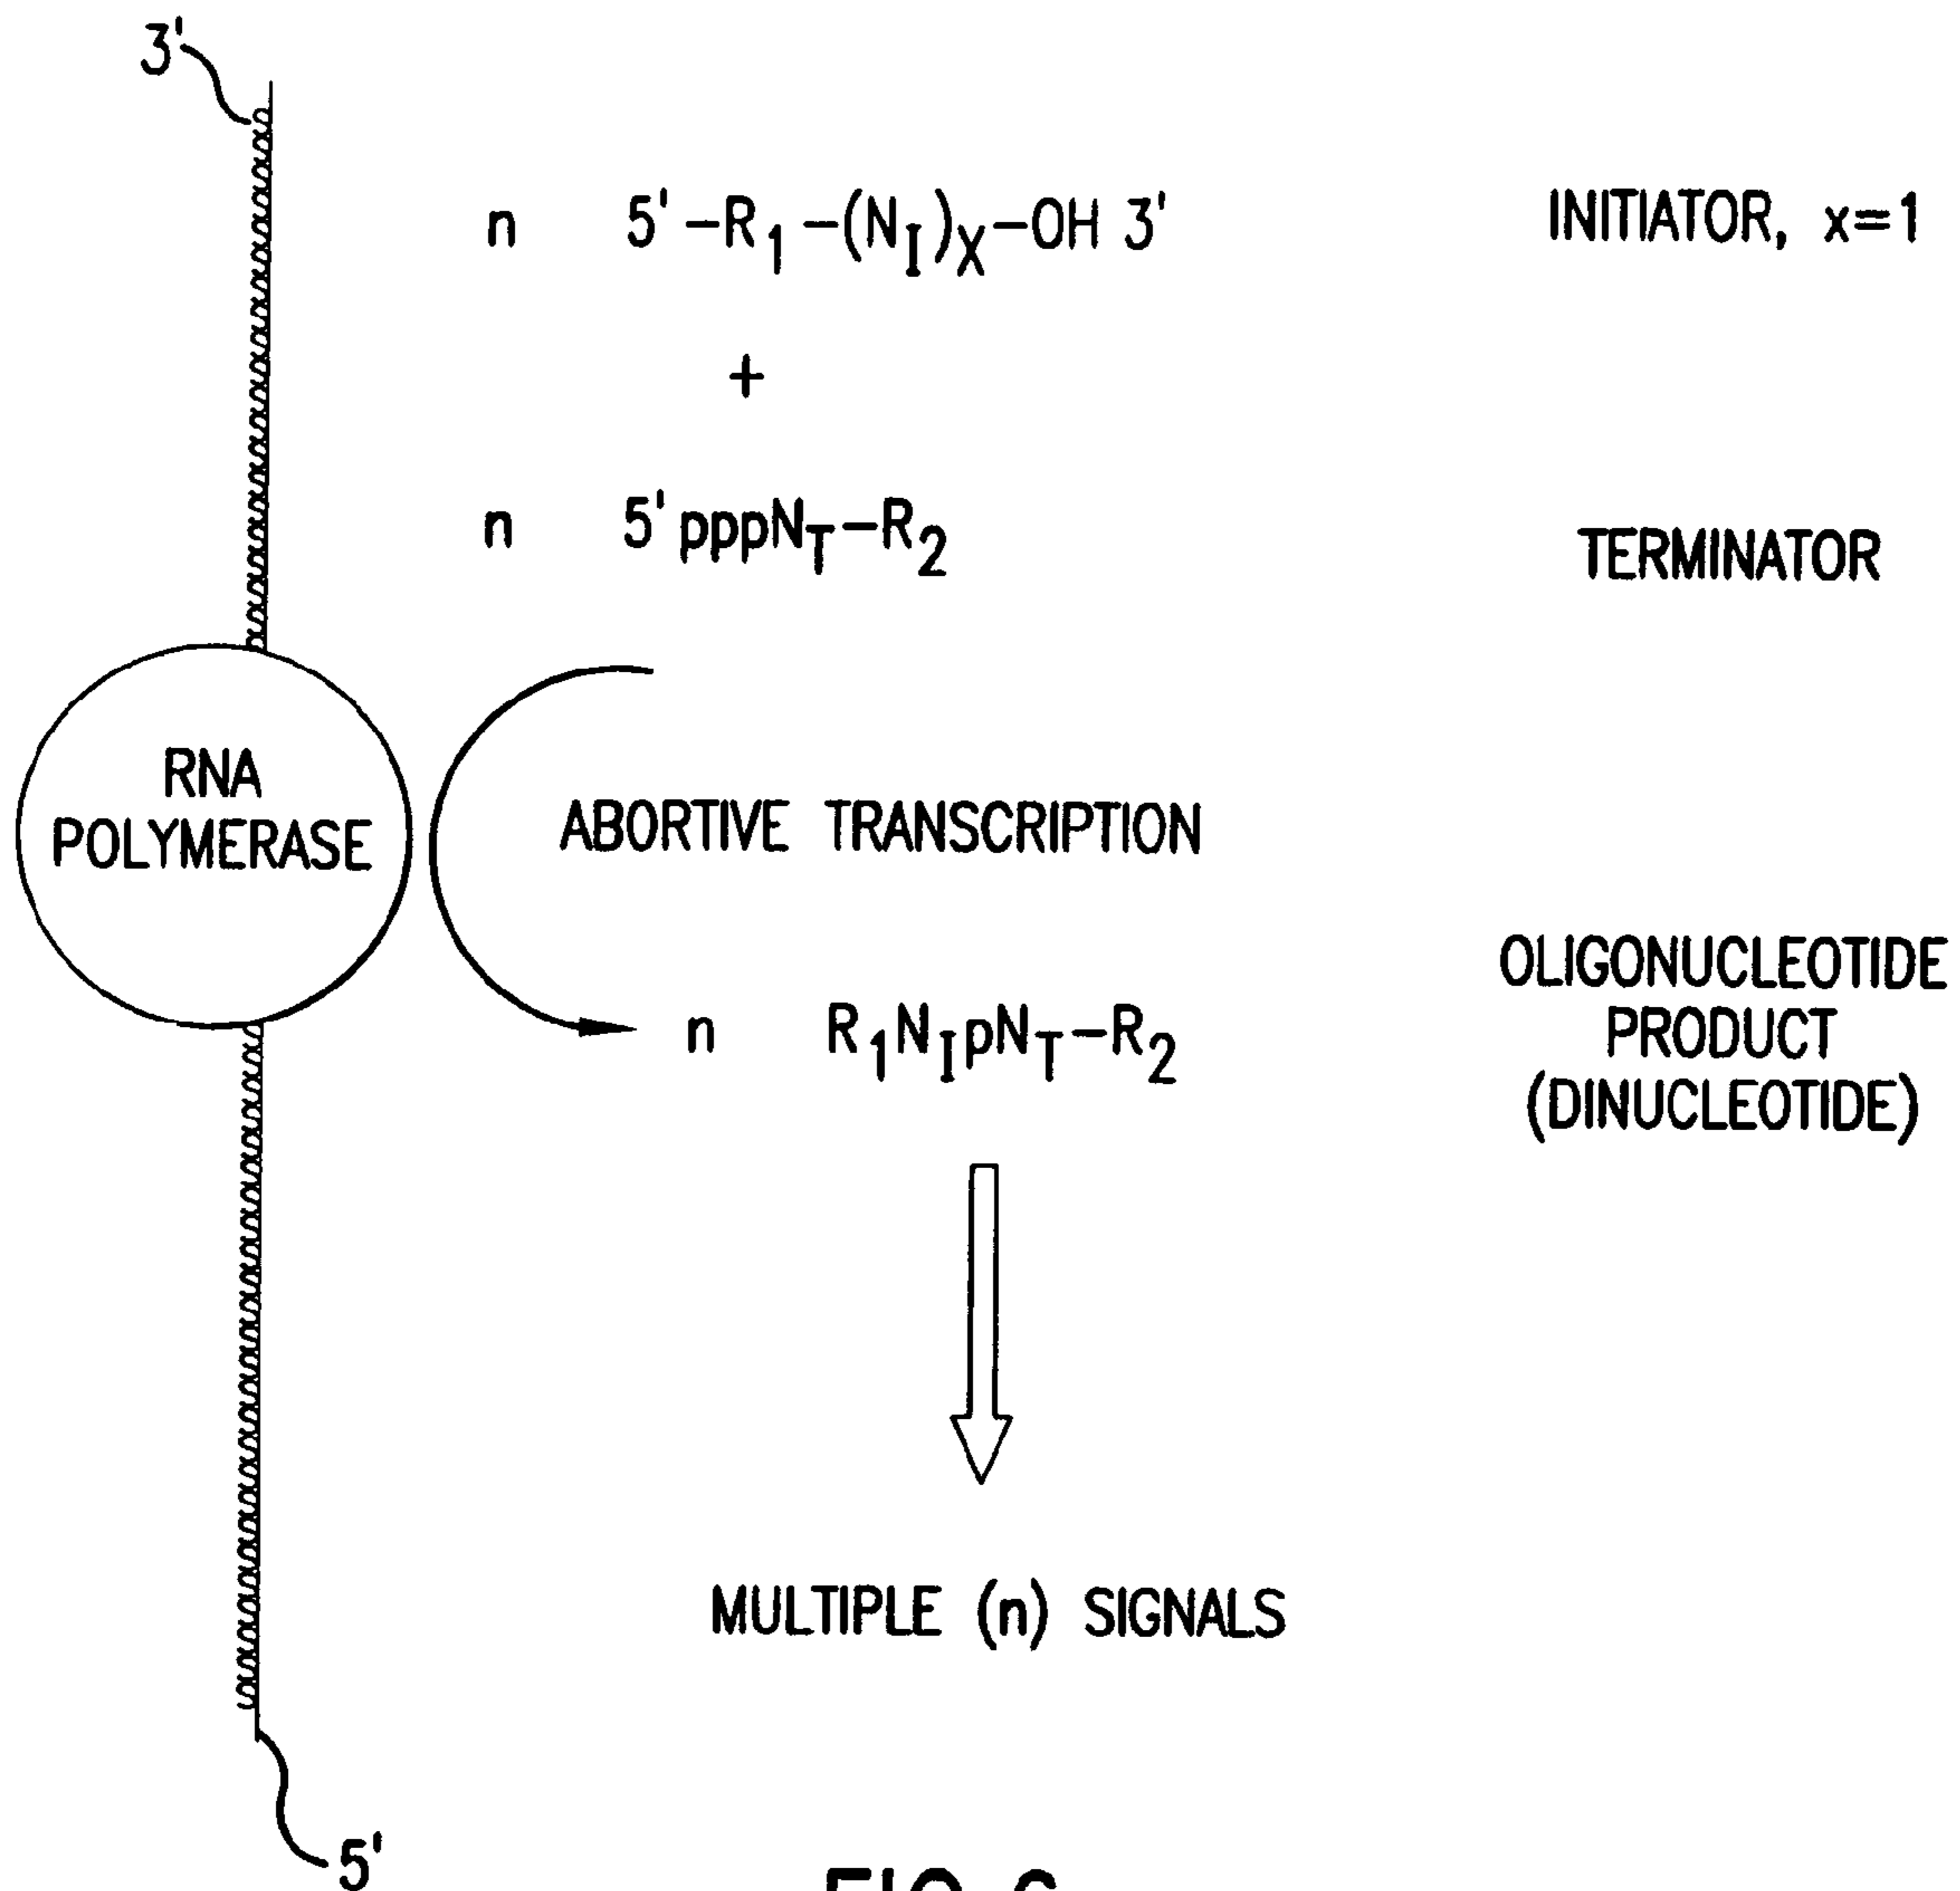 3'
n 5'-R1-(NI)X-OH 3' INITIATOR, x=1
+
n 5'pppNT-R2 TERMINATOR
RNA
POLYMERASE
ABORTIVE TRANSCRIPTION
n R1NIpNT-R2
OLIGONUCLEOTIDE
PRODUCT
(DINUCLEOTIDE)
MULTIPLE (n) SIGNALS
5'